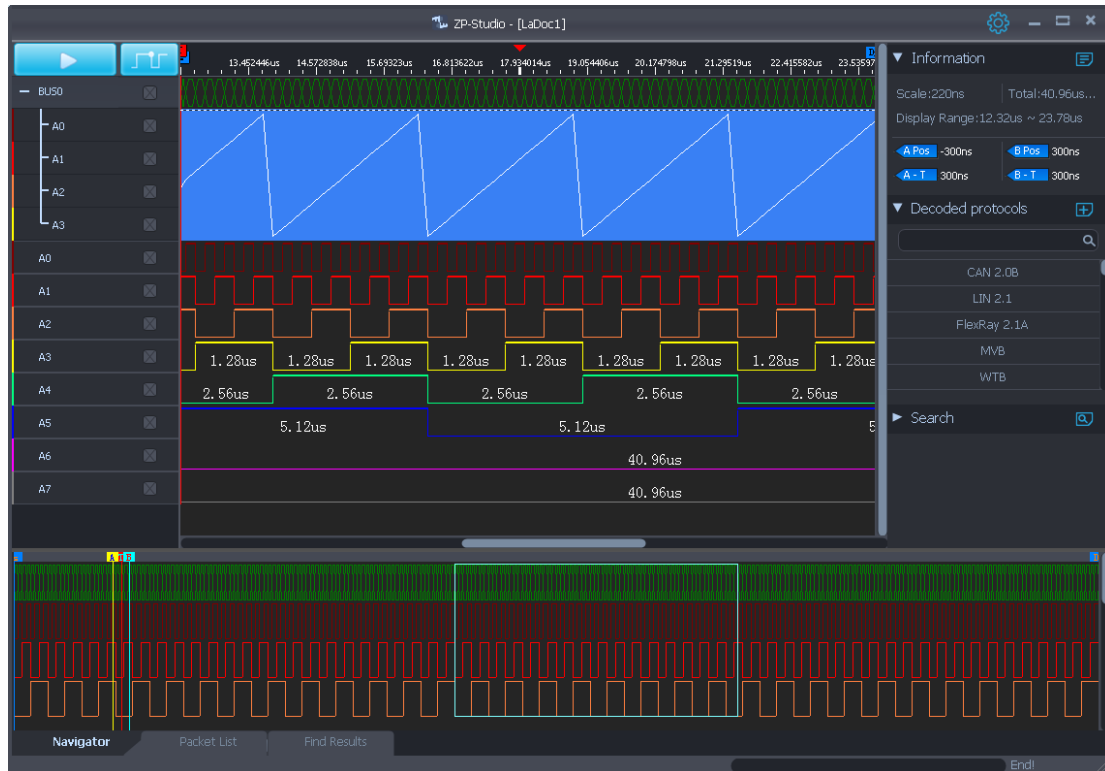 ZP-Studio - [LaDoc1]
13.452446us 14.572838us 15.69323us 16.813622us 17.934014us 19.054406us 20.174798us 21.29519us 22.415582us 23.53597
BUS0
A0
A1
A2
A3
A0
A1
A2
A3
1.28us 1.28us 1.28us 1.28us 1.28us 1.28us 1.28us 1.28us 1.28us
A4
2.56us 2.56us 2.56us 2.56us 2.56us
A5
5.12us 5.12us 5
A6
40.96us
A7
40.96us
Information
Scale:220ns Total:40.96us...
Display Range:12.32us ~ 23.78us
A Pos -300ns B Pos 300ns
A - T 300ns B - T 300ns
Decoded protocols
CAN 2.0B
LIN 2.1
FlexRay 2.1A
MVB
WTB
Search
A T B
Navigator Packet List Find Results
End!